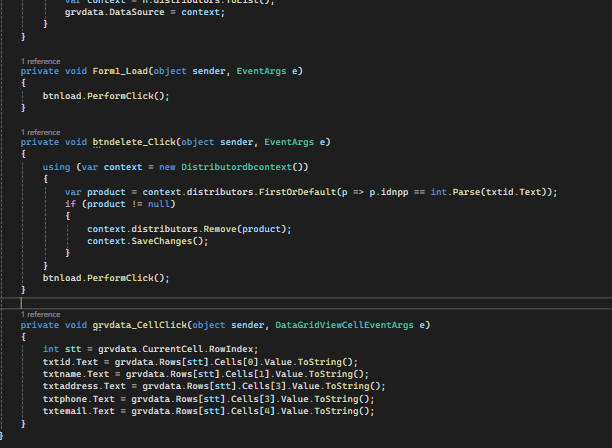 var context = n.distributors.ToList();
grvdata.DataSource = context;
}
}
1 reference
private void Form1_Load(object sender, EventArgs e)
{
btnload.PerformClick();
}
1 reference
private void btndelete_Click(object sender, EventArgs e)
{
using (var context = new Distributordbcontext())
{
var product = context.distributors.FirstOrDefault(p => p.idnpp == int.Parse(txtid.Text));
if (product != null)
{
context.distributors.Remove(product);
context.SaveChanges();
}
}
btnload.PerformClick();
}
1 reference
private void grvdata_CellClick(object sender, DataGridViewCellEventArgs e)
{
int stt = grvdata.CurrentCell.RowIndex;
txtid.Text = grvdata.Rows[stt].Cells[0].Value.ToString();
txtname.Text = grvdata.Rows[stt].Cells[1].Value.ToString();
txtaddress.Text = grvdata.Rows[stt].Cells[3].Value.ToString();
txtphone.Text = grvdata.Rows[stt].Cells[3].Value.ToString();
txtemail.Text = grvdata.Rows[stt].Cells[4].Value.ToString();
}
}